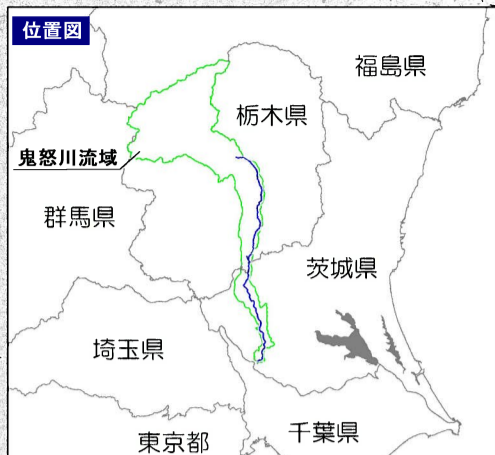 位置図
福島県
栃木県
鬼怒川流域
群馬県
茨城県
埼玉県
千葉県
東京都